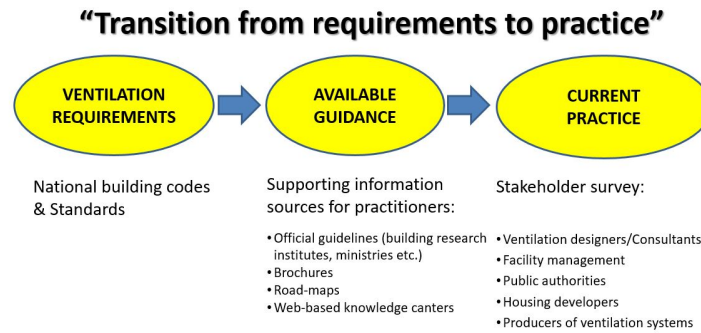 “Transition from requirements to practice”
VENTILATION
REQUIREMENTS
AVAILABLE
GUIDANCE
CURRENT
PRACTICE
National building codes
& Standards
Supporting information
sources for practitioners:
• Official guidelines (building research
institutes, ministries etc.)
• Brochures
• Road-maps
• Web-based knowledge canters
Stakeholder survey:
• Ventilation designers/Consultants
• Facility management
• Public authorities
• Housing developers
• Producers of ventilation systems